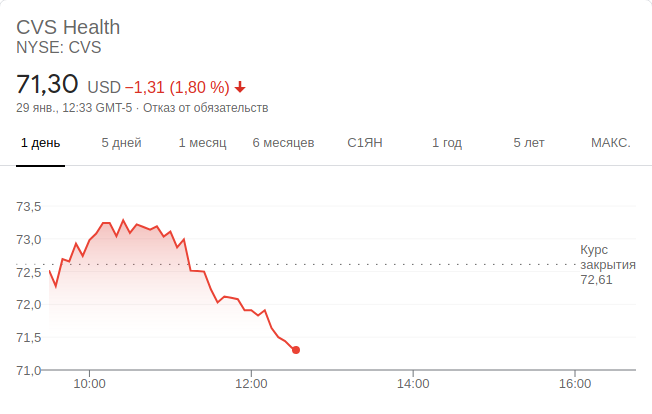 CVS Health
NYSE: CVS
71,30 USD −1,31 (1,80 %)
29 янв., 12:33 GMT-5 · Отказ от обязательств
1 день 5 дней 1 месяц 6 месяцев С1ЯН 1 год 5 лет МАКС.
73,5
73,0
72,5
72,0
71,5
71,0
Курс
закрытия
72,61
10:00 12:00 14:00 16:00